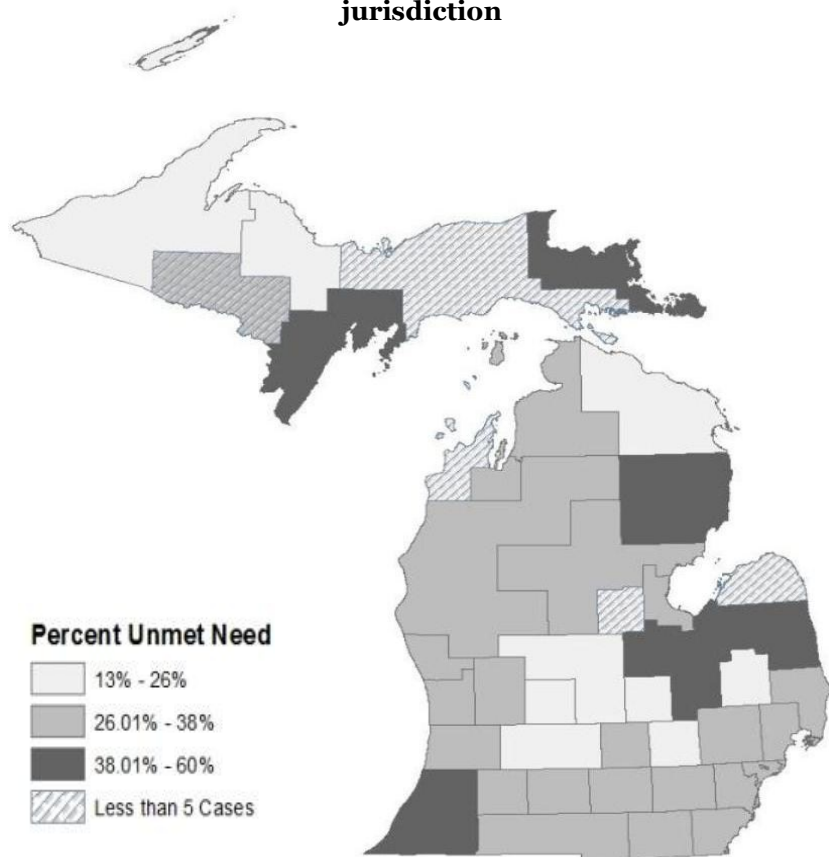 jurisdiction
Percent Unmet Need
13% - 26%
26.01% - 38%
38.01% - 60%
Less than 5 Cases